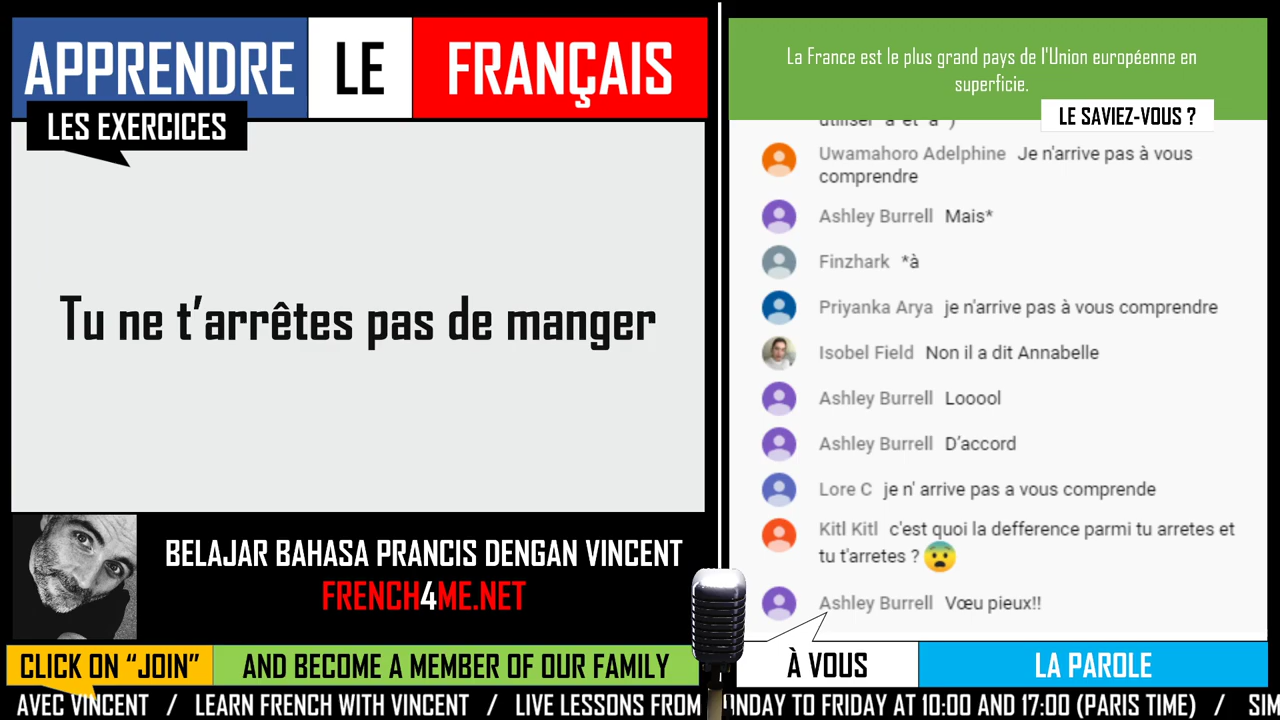 APPRENDRE LE FRANÇAIS
LES EXERCICES
Tu ne t’arrêtes pas de manger
BELAJAR BAHASA PRANCIS DENGAN VINCENT
FRENCH4ME.NET
CLICK ON “JOIN” AND BECOME A MEMBER OF OUR FAMILY
La France est le plus grand pays de l'Union européenne en
superficie.
LE SAVIEZ-VOUS ?
Uwamahoro Adelphine Je n'arrive pas à vous
comprendre
Ashley Burrell Mais*
Finzhark *à
Priyanka Arya je n'arrive pas à vous comprendre
Isobel Field Non il a dit Annabelle
Ashley Burrell Looool
Ashley Burrell D’accord
Lore C je n' arrive pas a vous comprende
Kitl Kitl c'est quoi la defference parmi tu arretes et
tu t'arretes ? 😨
Ashley Burrell Vœu pieux!!
À VOUS LA PAROLE
AVEC VINCENT / LEARN FRENCH WITH VINCENT / LIVE LESSONS FROM TO FRIDAY AT 10:00 AND 17:00 (PARIS TIME) /